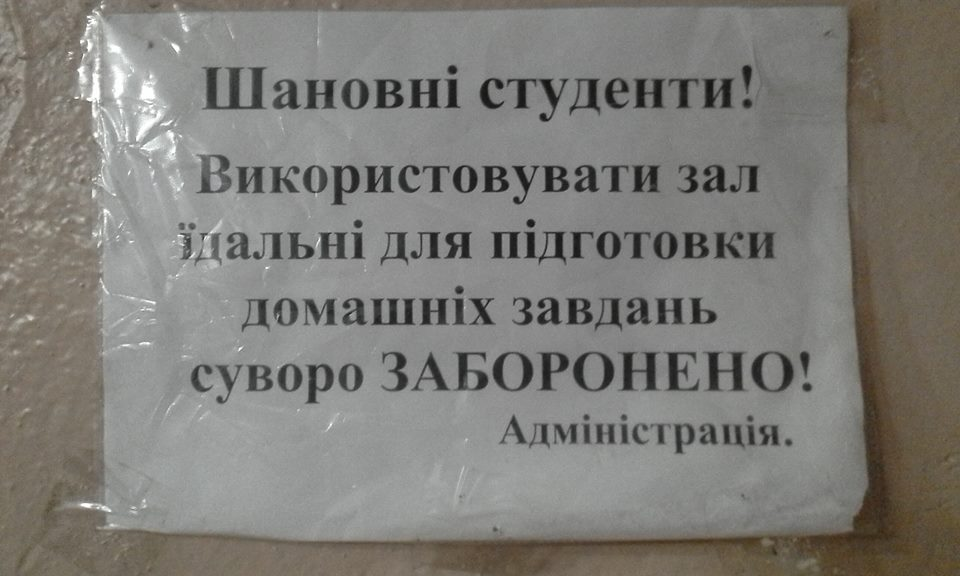 Шановні студенти!
Використовувати зал
їдальні для підготовки
домашніх завдань
суворо ЗАБОРОНЕНО!
Адміністрація.